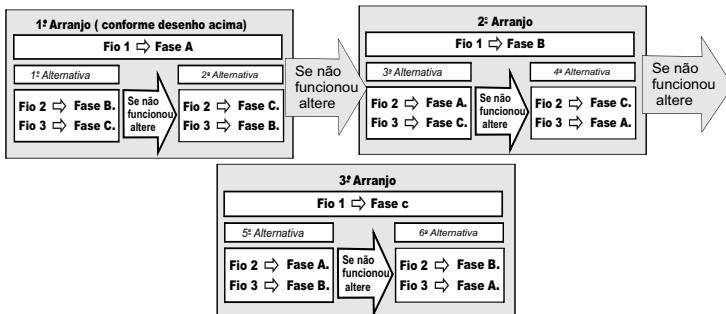 1º Arranjo ( conforme desenho acima)
Fio 1 ⇨ Fase A
1º Alternativa
Fio 2 ⇨ Fase B.
Fio 3 ⇨ Fase C.
Se não
funcionou
altere
2ª Alternativa
Fio 2 ⇨ Fase C.
Fio 3 ⇨ Fase B.
Se não
funcionou
altere
2º Arranjo
Fio 1 ⇨ Fase B
3ª Alternativa
Fio 2 ⇨ Fase A.
Fio 3 ⇨ Fase C.
Se não
funcionou
altere
4ª Alternativa
Fio 2 ⇨ Fase C.
Fio 3 ⇨ Fase A.
Se não
funcionou
altere
3º Arranjo
Fio 1 ⇨ Fase c
5º Alternativa
Fio 2 ⇨ Fase A.
Fio 3 ⇨ Fase B.
Se não
funcionou
altere
6ª Alternativa
Fio 2 ⇨ Fase B.
Fio 3 ⇨ Fase A.